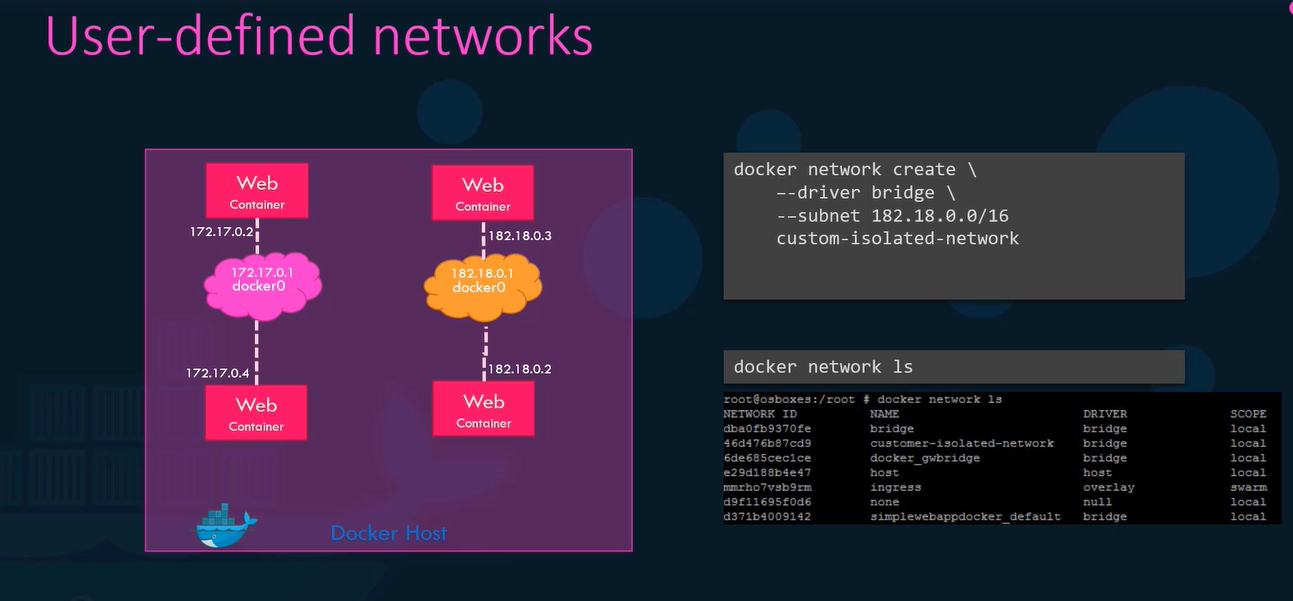 User-defined networks
Web
Container
172.17.0.2
172.17.0.1
docker0
172.17.0.4
Web
Container
Web
Container
182.18.0.3
182.18.0.1
docker0
182.18.0.2
Web
Container
Docker Host
docker network create \
--driver bridge \
--subnet 182.18.0.0/16
custom-isolated-network
docker network ls
root@osboxes:/root # docker network ls
NETWORK ID NAME DRIVER SCOPE
dba0fb9370fe bridge bridge local
46d476b87cd9 customer-isolated-network bridge local
6de685cec1ce docker_gwbridge bridge local
e29d188b4e47 host host local
mmrho7vsb9rm ingress overlay swarm
d9f11695f0d6 none null local
d371b4009142 simplewebappdocker_default bridge local